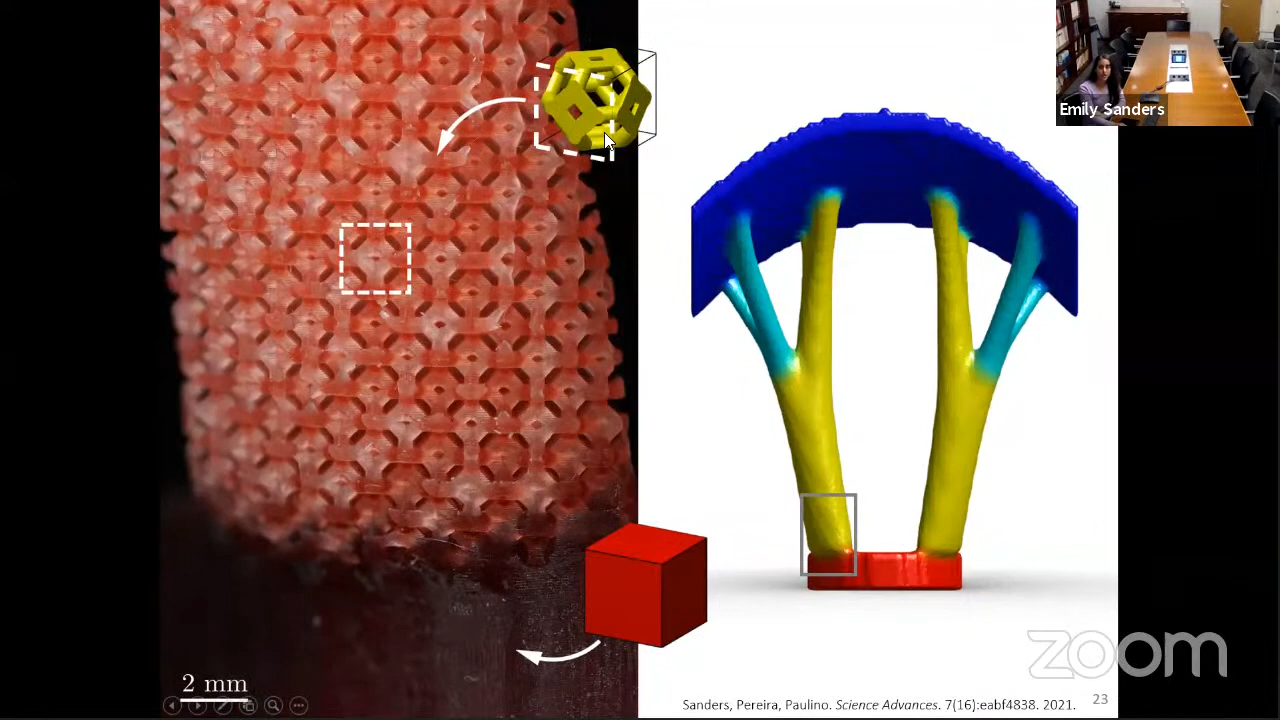 Emily Sanders
2 mm
zoom
Sanders, Pereira, Paulino. Science Advances. 7(16):eabf4838. 2021.
23